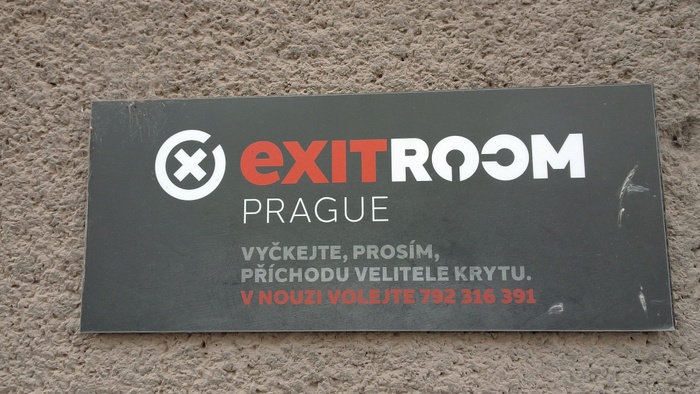 exitROOM
PRAGUE
VYČKEJTE, PROSÍM,
PŘÍCHODU VELITELE KRYTU.
V NOUZI VOLEJTE 792 316 391